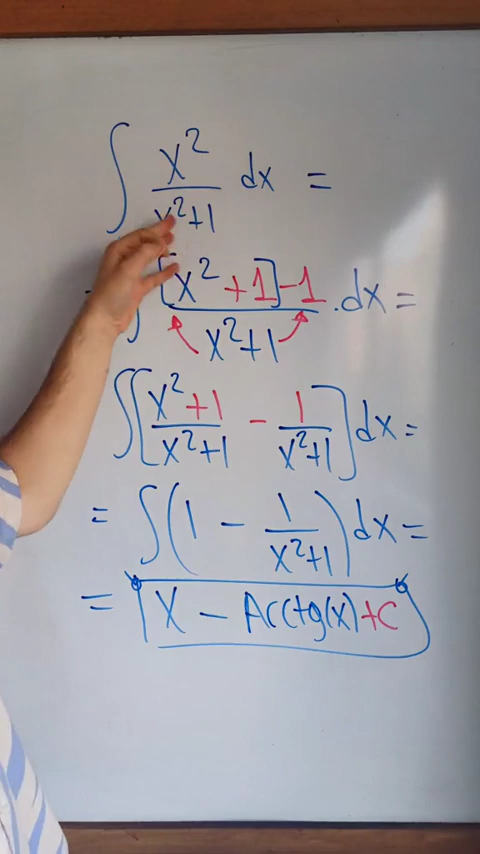 ∫ x²/(x²+1) dx =
= ∫ ([x² + 1] - 1)/(x²+1) . dx =
∫ [(x² + 1)/(x²+1) - 1/(x²+1)] dx =
= ∫ (1 - 1/(x²+1)) dx =
= x - Arctg(x) + C